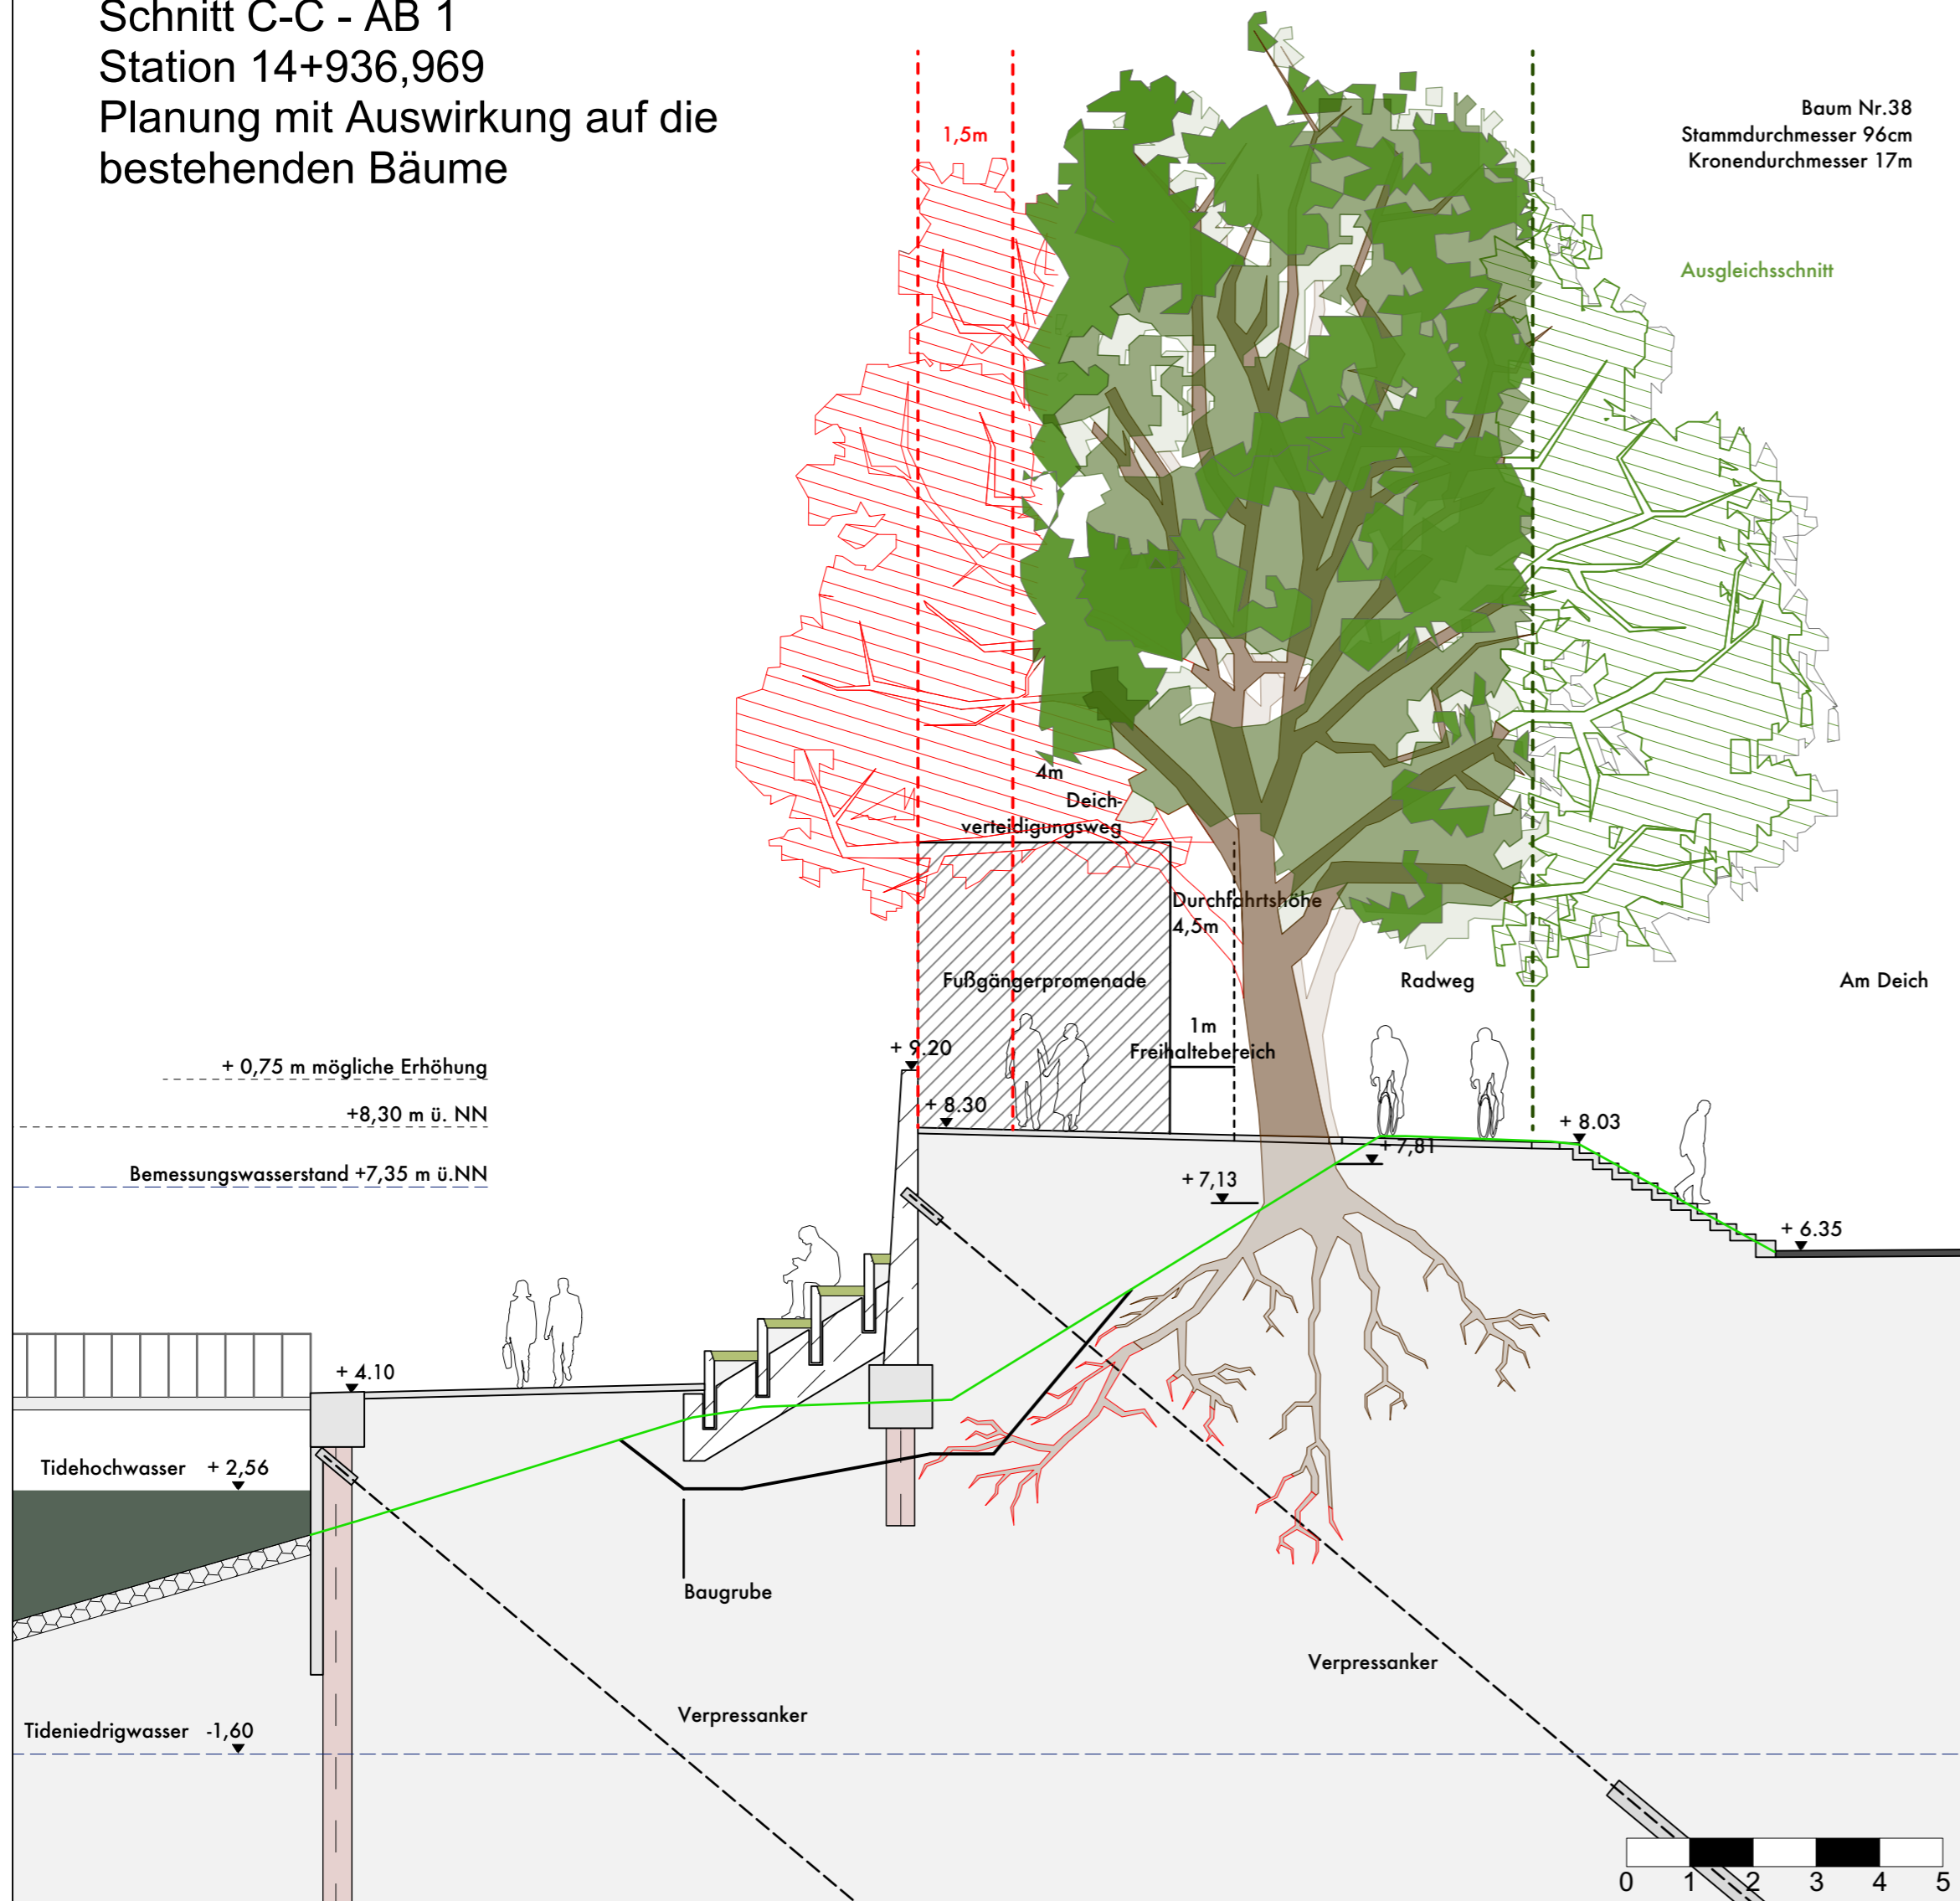 Schnitt C-C - AB 1
Station 14+936,969
Planung mit Auswirkung auf die
bestehenden Bäume
1,5m
Baum Nr.38
Stammdurchmesser 96cm
Kronendurchmesser 17m
Ausgleichsschnitt
4m
Deich-
verteidigungsweg
Durchfahrtshöhe
4,5m
Fußgängerpromenade
Radweg
Am Deich
1m
Freihaltebereich
+ 9.20
+ 0,75 m mögliche Erhöhung
+8,30 m ü. NN
+ 8.30
+ 8.03
+ 7,81
Bemessungswasserstand +7,35 m ü.NN
+ 7,13
+ 6.35
+ 4.10
Tidehochwasser + 2,56
Baugrube
Verpressanker
Verpressanker
Tideniedrigwasser -1,60
0 1 2 3 4 5